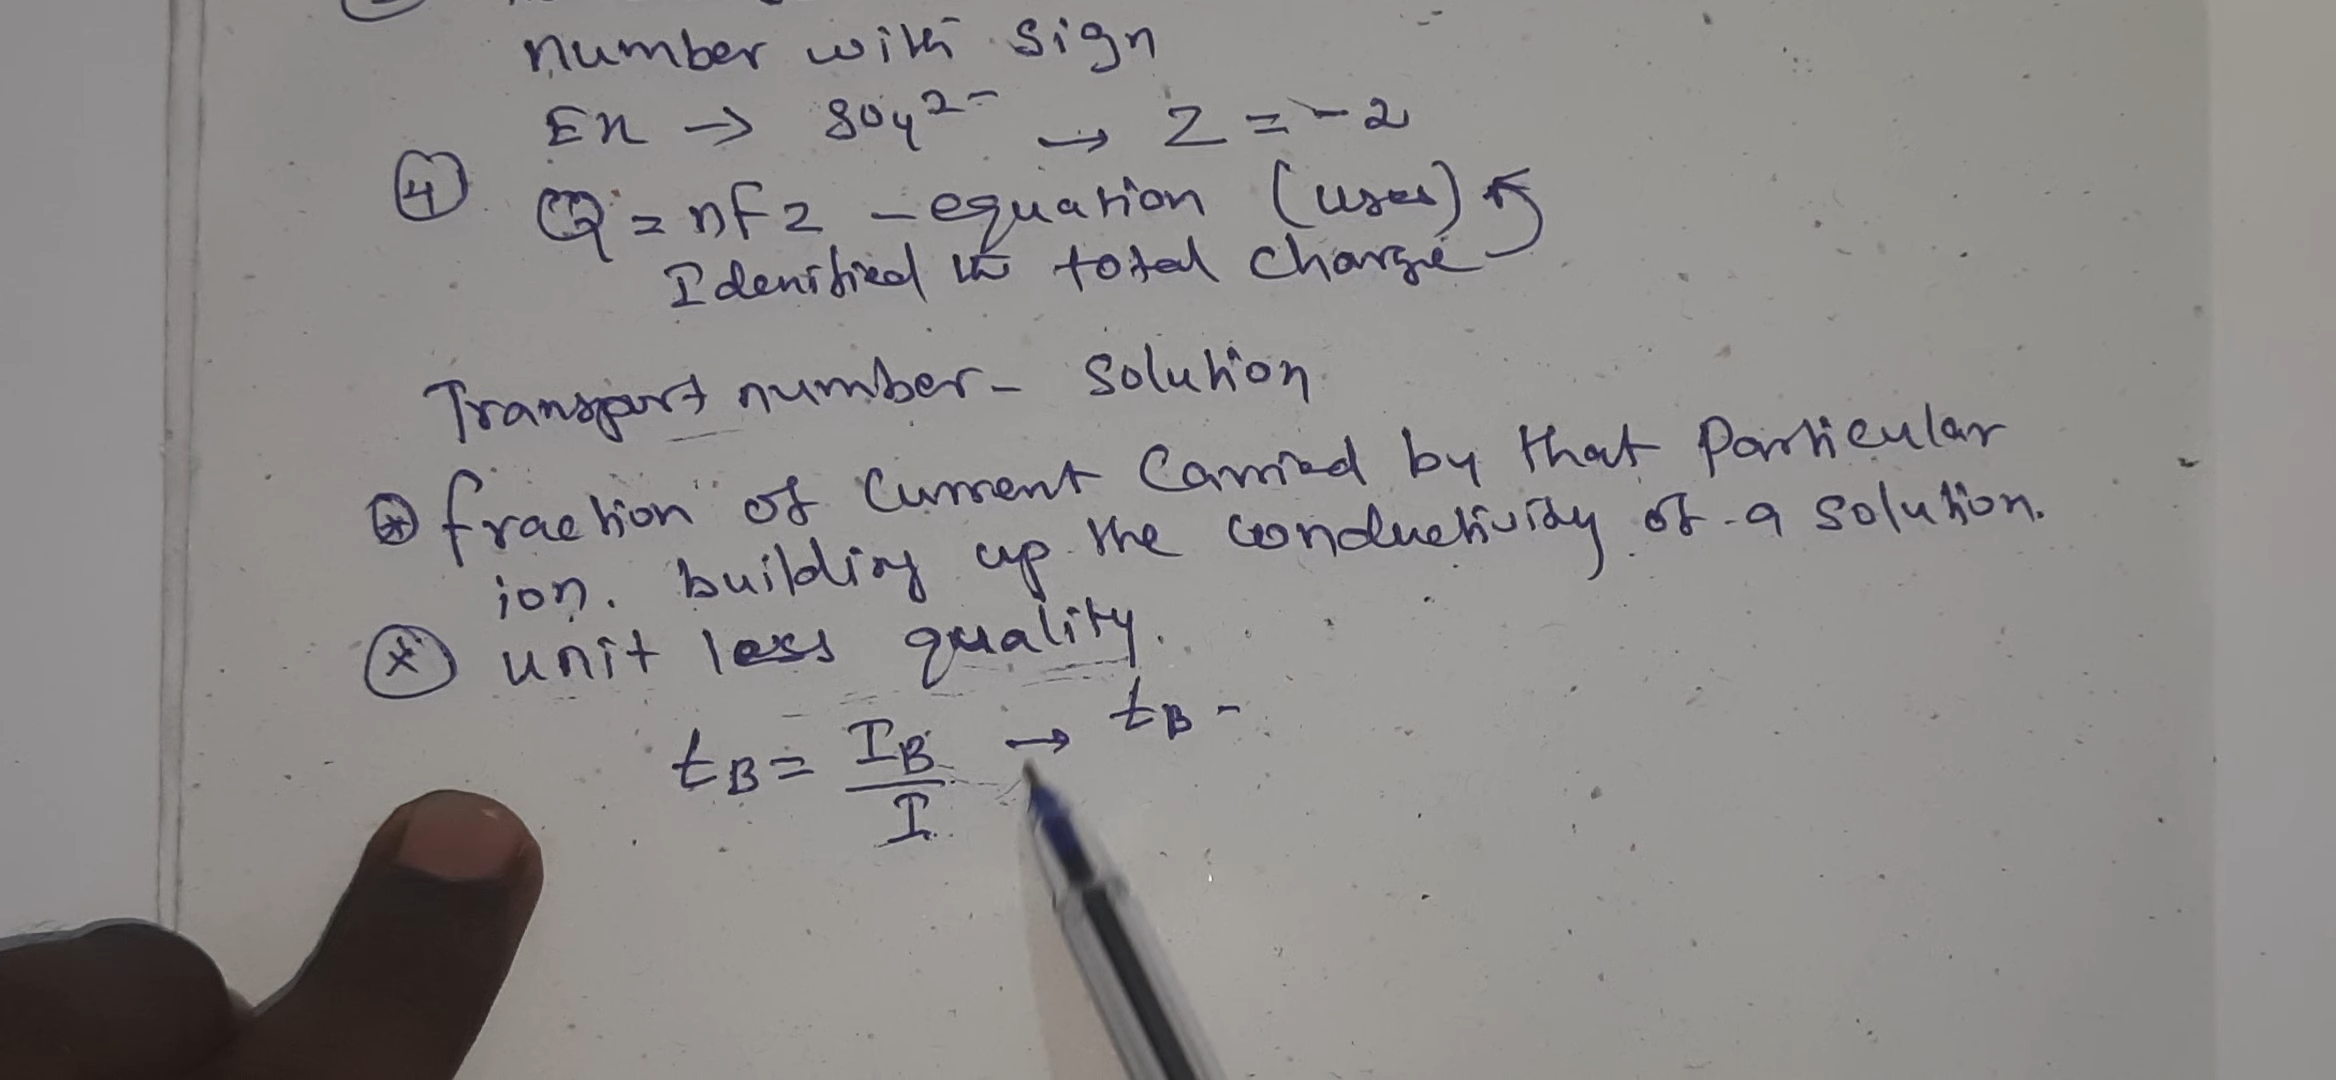 number with sign
Ex → SO4 2- → Z = -2
④ Q = nFz - equation (uses)
Identified the total charge
Transport number - solution
fraction of current carried by that particular
ion. building up the conductivity of a solution.
unit less quality.
tB = IB/I → tB -